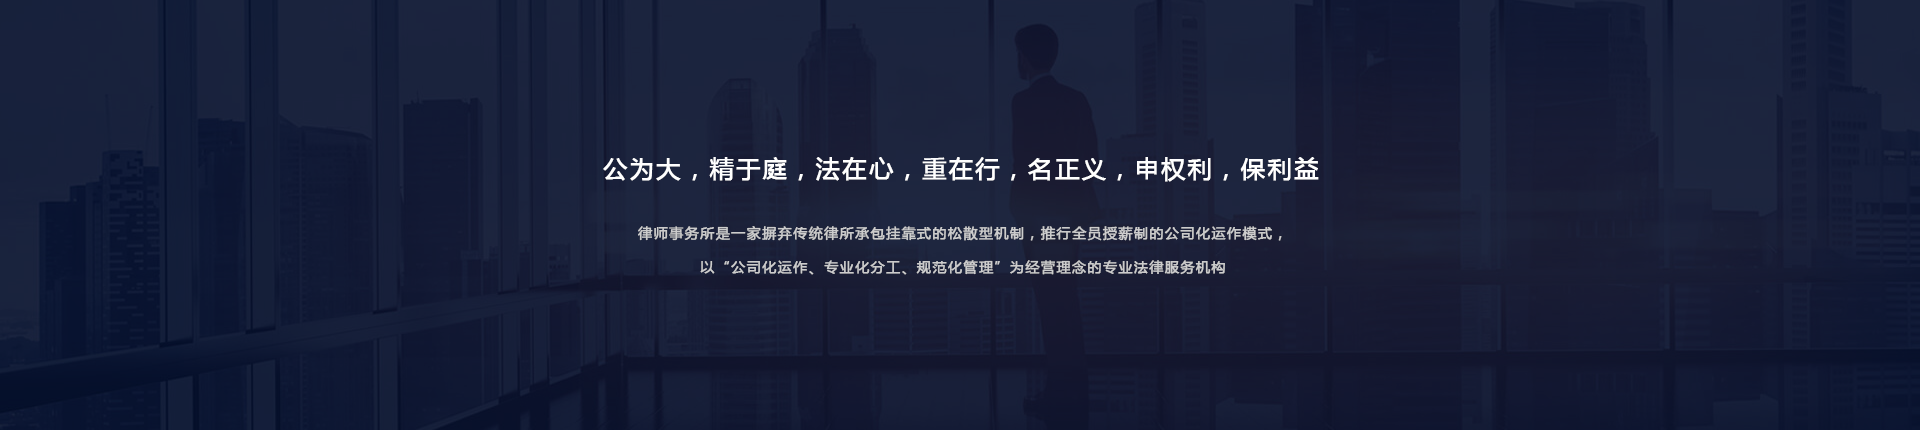 公为大，精于庭，法在心，重在行，名正义，申权利，保利益
律师事务所是一家摒弃传统律所承包挂靠式的松散型机制，推行全员授薪制的公司化运作模式，
以“公司化运作、专业化分工、规范化管理”为经营理念的专业法律服务机构